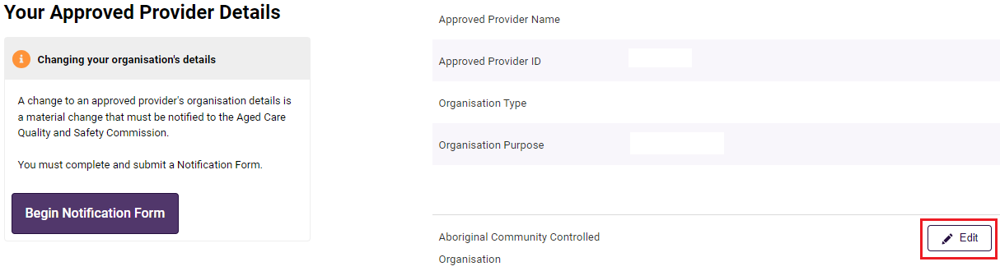 Your Approved Provider Details
Changing your organisation's details
A change to an approved provider's organisation details is
a material change that must be notified to the Aged Care
Quality and Safety Commission.
You must complete and submit a Notification Form.
Begin Notification Form
Approved Provider Name
Approved Provider ID
Organisation Type
Organisation Purpose
Aboriginal Community Controlled
Organisation
Edit